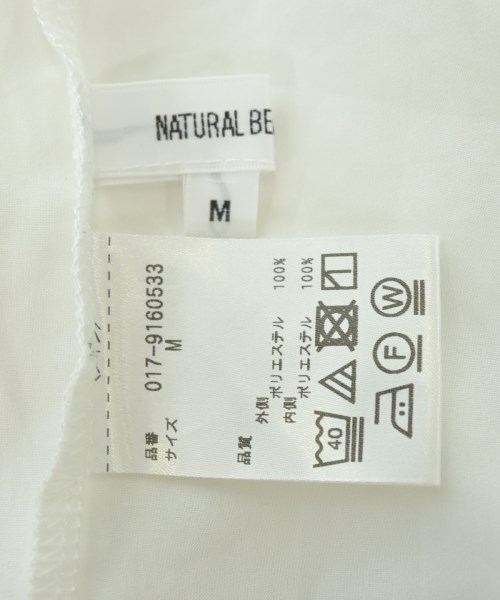 NATURAL BE
M
品番 017-9160533
サイズ M
品質
外側
ポリエステル 100%
内側
ポリエステル 100%
40
W
F